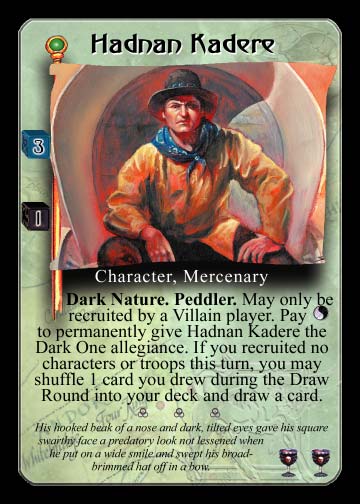 Hadnan Kadere
3
0
Character, Mercenary
Dark Nature. Peddler. May only be
recruited by a Villain player. Pay
to permanently give Hadnan Kadere
the Dark One allegiance. If you recruited no
characters or troops this turn, you may
shuffle 1 card you drew during the Draw
Round into your deck and draw a card.
His hooked beak of a nose and dark, tilted eyes gave his square
swarthy face a predatory look not lessened when
he put on a wide smile and swept his broad-
brimmed hat off in a bow.